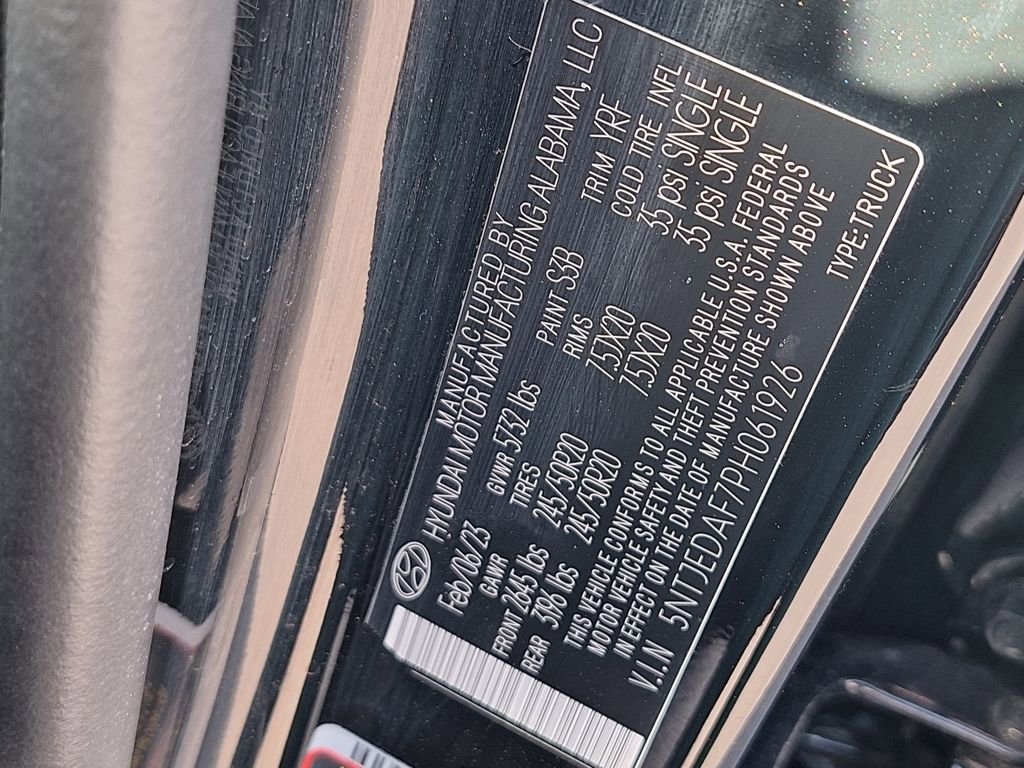 MANUFACTURED BY
HYUNDAI MOTOR MANUFACTURING ALABAMA, LLC
Feb/06/23 GWWR 5732 lbs PAINT S3B TRIM YRF
GAWR TIRES RIMS COLD TIRE INFL
FRONT 2645 lbs 245/50R20 7.5JX20 35 psi SINGLE
REAR 3096 lbs 245/50R20 7.5JX20 35 psi SINGLE
THIS VEHICLE CONFORMS TO ALL APPLICABLE U.S.A. FEDERAL
MOTOR VEHICLE SAFETY AND THEFT PREVENTION STANDARDS
IN EFFECT ON THE DATE OF MANUFACTURE SHOWN ABOVE
V.I.N 5NTJEDAF7PH061926 TYPE:TRUCK